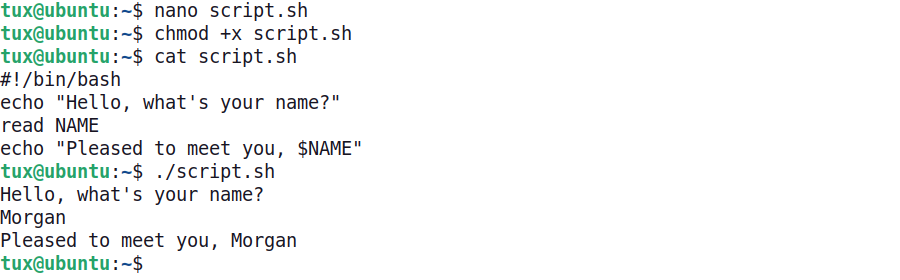 tux@ubuntu:~$ nano script.sh
tux@ubuntu:~$ chmod +x script.sh
tux@ubuntu:~$ cat script.sh
#!/bin/bash
echo "Hello, what's your name?"
read NAME
echo "Pleased to meet you, $NAME"
tux@ubuntu:~$ ./script.sh
Hello, what's your name?
Morgan
Pleased to meet you, Morgan
tux@ubuntu:~$